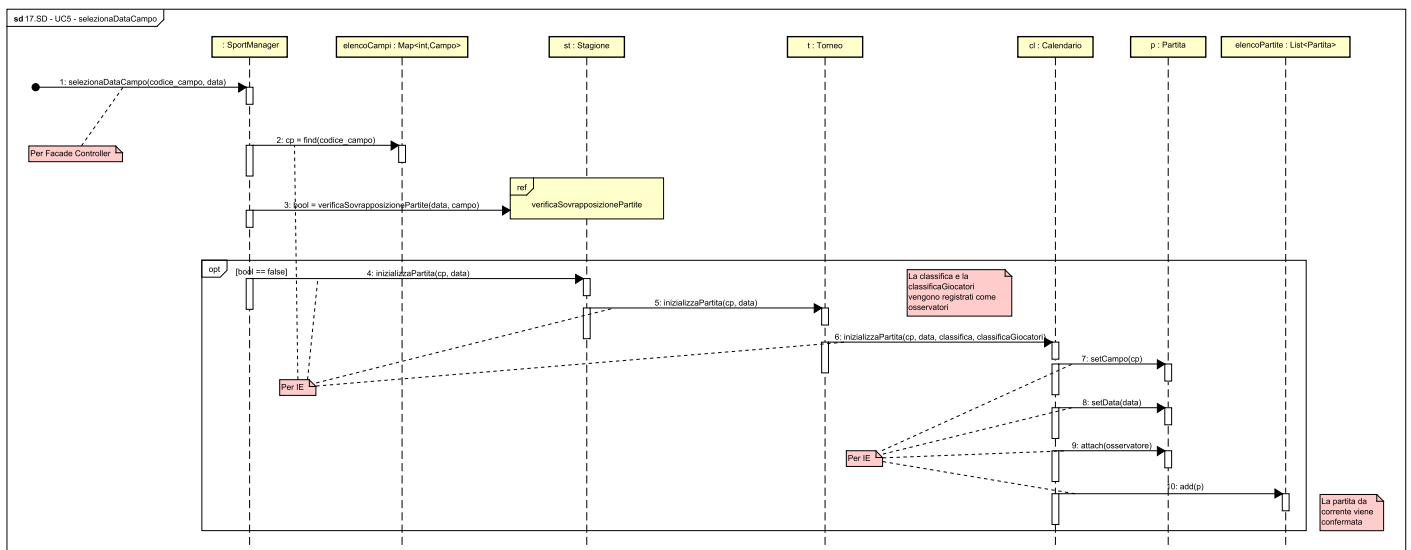 sd 17.SD - UC5 - selezionaDataCampo
: SportManager
elencoCampi : Map<int,Campo>
st : Stagione
t : Torneo
cl : Calendario
p : Partita
elencoPartite : List<Partita>
1: selezionaDataCampo(codice_campo, data)
Per Facade Controller
2: cp = find(codice_campo)
ref
verificaSovrapposizionePartite
3: bool = verificaSovrapposizionePartite(data, campo)
opt
[bool == false]
4: inizializzaPartita(cp, data)
La classifica e la
classificaGiocatori
vengono registrati come
osservatori
5: inizializzaPartita(cp, data)
6: inizializzaPartita(cp, data, classifica, classificaGiocatori)
7: setCampo(cp)
Per IE
8: setData(data)
9: attach(osservatore)
Per IE
10: add(p)
La partita da
corrente viene
confermata